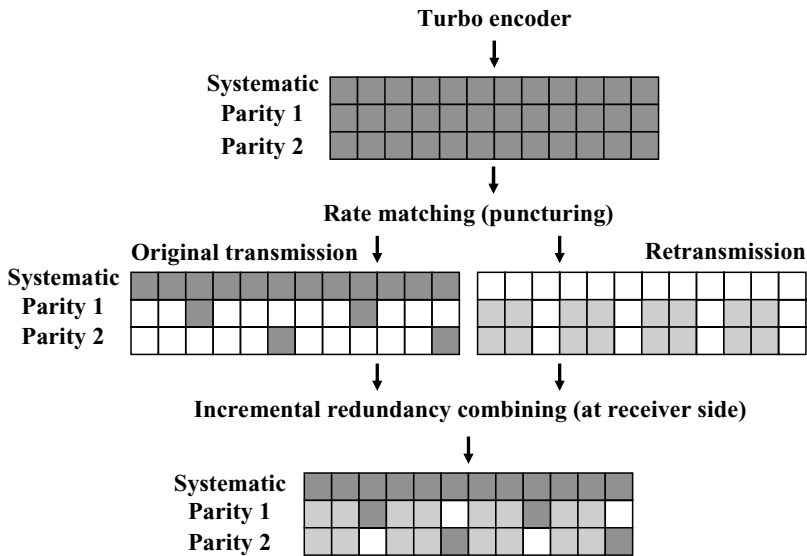 Turbo encoder
Systematic
Parity 1
Parity 2
Rate matching (puncturing)
Original transmission
Retransmission
Systematic
Parity 1
Parity 2
Incremental redundancy combining (at receiver side)
Systematic
Parity 1
Parity 2